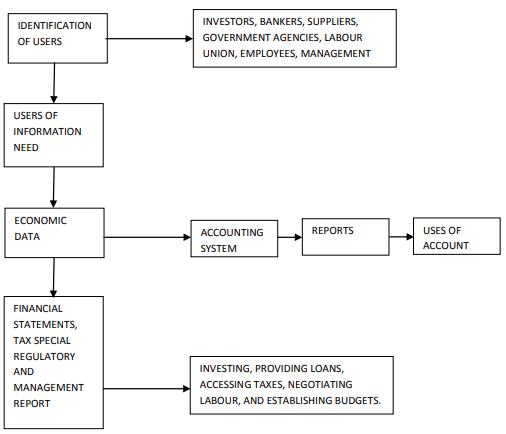 IDENTIFICATION
OF USERS
INVESTORS, BANKERS, SUPPLIERS,
GOVERNMENT AGENCIES, LABOUR
UNION, EMPLOYEES, MANAGEMENT
USERS OF
INFORMATION
NEED
ECONOMIC
DATA
ACCOUNTING
SYSTEM
REPORTS
USES OF
ACCOUNT
FINANCIAL
STATEMENTS,
TAX SPECIAL
REGULATORY
AND
MANAGEMENT
REPORT
INVESTING, PROVIDING LOANS,
ACCESSING TAXES, NEGOTIATING
LABOUR, AND ESTABLISHING BUDGETS.